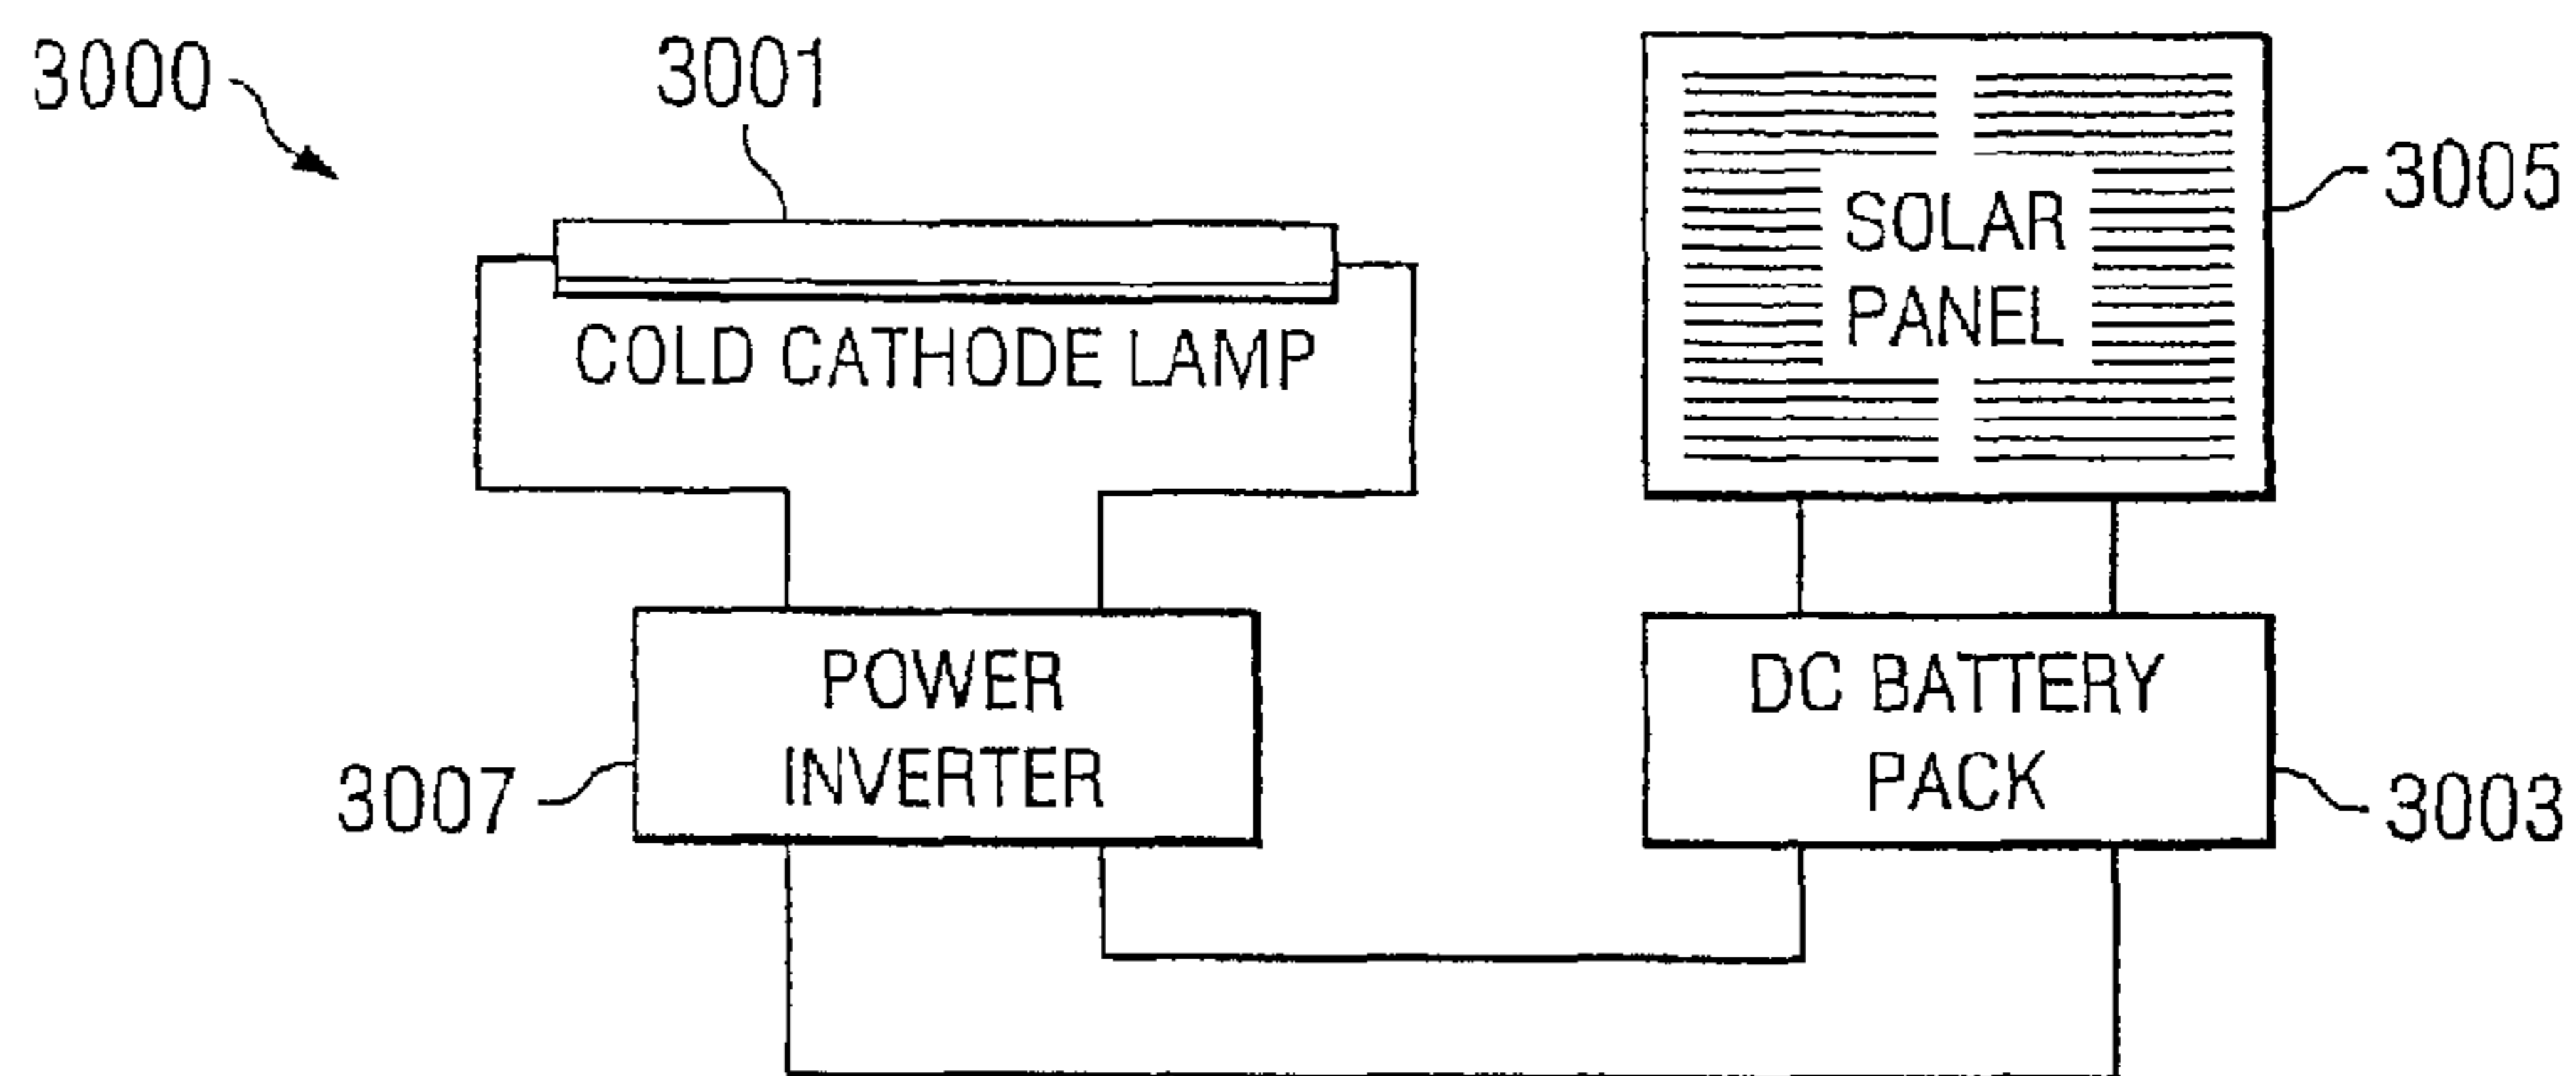 3000
3001
SOLAR
PANEL
3005
COLD CATHODE LAMP
POWER
INVERTER
3007
DC BATTERY
PACK
3003